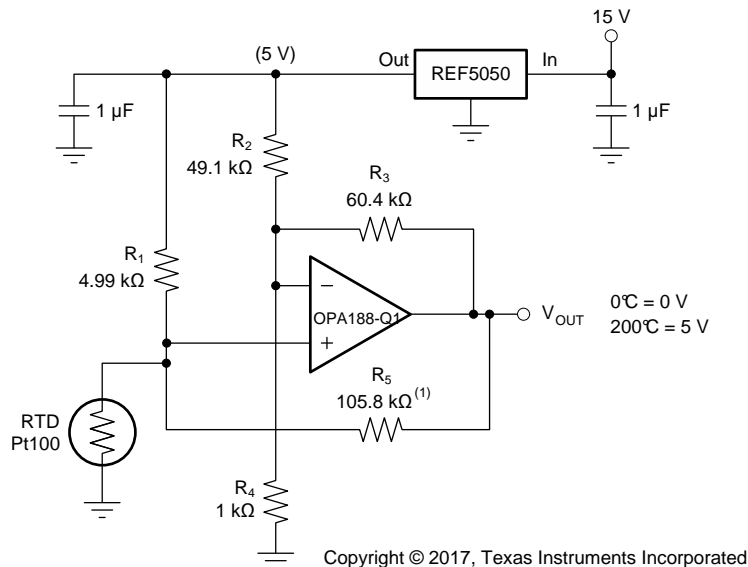 15 V
(5 V)
Out
REF5050
In
1 µF
1 µF
R2
49.1 kΩ
R3
60.4 kΩ
R1
4.99 kΩ
−
OPA188-Q1
+
VOUT
0℃ = 0 V
200℃ = 5 V
R5
105.8 kΩ(1)
RTD
Pt100
R4
1 kΩ
Copyright © 2017, Texas Instruments Incorporated